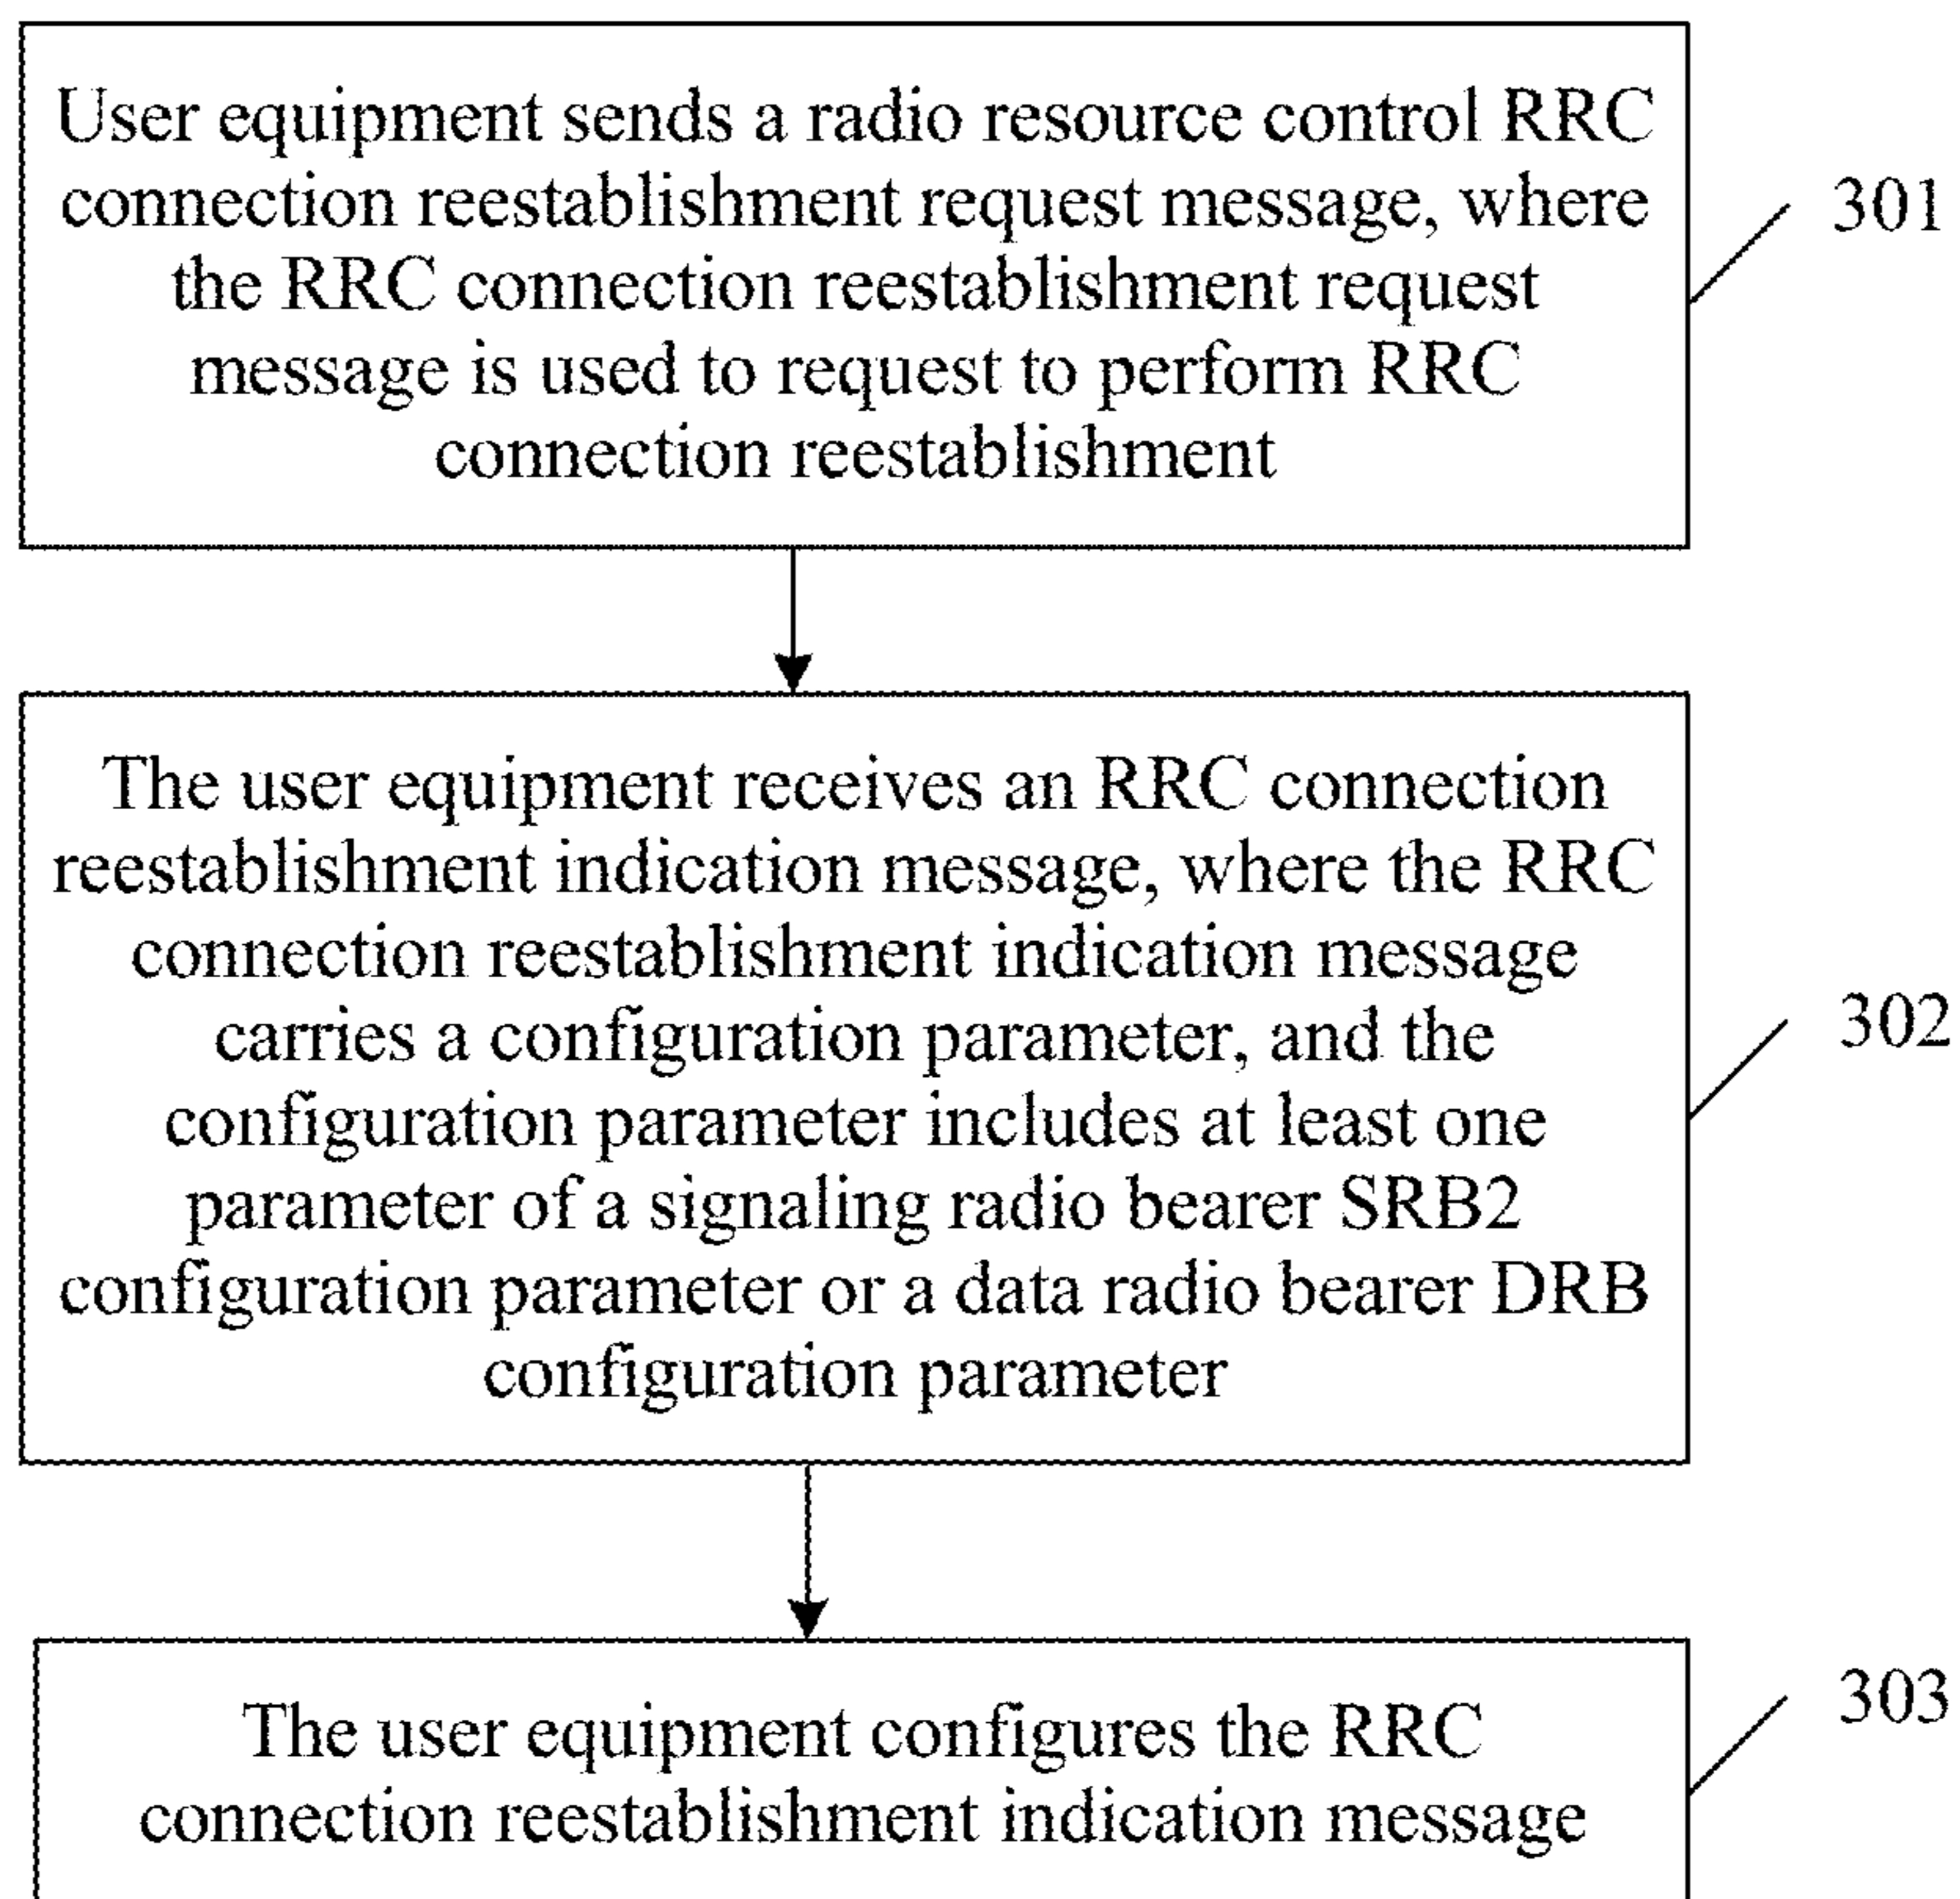 User equipment sends a radio resource control RRC
connection reestablishment request message, where
the RRC connection reestablishment request
message is used to request to perform RRC
connection reestablishment
301
The user equipment receives an RRC connection
reestablishment indication message, where the RRC
connection reestablishment indication message
carries a configuration parameter, and the
configuration parameter includes at least one
parameter of a signaling radio bearer SRB2
configuration parameter or a data radio bearer DRB
configuration parameter
302
The user equipment configures the RRC
connection reestablishment indication message
303